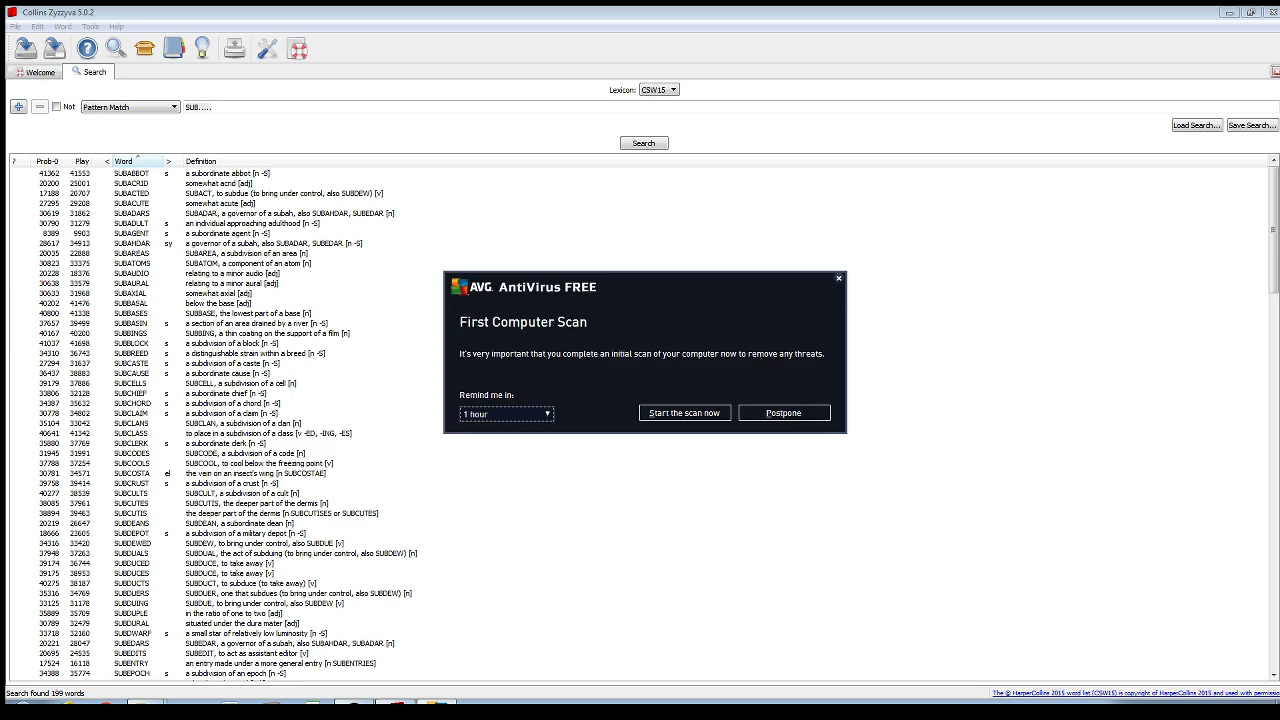 Collins Zyzzyva 5.0.2
File Edit Word Tools Help
Welcome Search
Lexicon: CSW15
Not Pattern Match SUB.....
Load Search... Save Search...
Search
? Prob-0 Play < Word > Definition
41362 41553 SUBABBOT s a subordinate abbot [n -S]
20200 25001 SUBACRID somewhat acrid [adj]
17188 20707 SUBACTED SUBACT, to subdue (to bring under control, also SUBDEW) [v]
27295 29208 SUBACUTE somewhat acute [adj]
30619 31862 SUBADARS SUBADAR, a governor of a subah, also SUBAHDAR, SUBEDAR [n]
30790 31279 SUBADULT s an individual approaching adulthood [n -S]
8389 9903 SUBAGENT s a subordinate agent [n -S]
28617 34913 SUBAHDAR sy a governor of a subah, also SUBADAR, SUBEDAR [n -S]
20035 22888 SUBAREAS SUBAREA, a subdivision of an area [n]
30823 33375 SUBATOMS SUBATOM, a component of an atom [n]
20228 18376 SUBAUDIO relating to a minor audio [adj]
30638 33579 SUBAURAL relating to a minor aural [adj]
30633 31968 SUBAXIAL somewhat axial [adj]
40202 41476 SUBBASAL below the base [adj]
40800 41338 SUBBASES SUBBASE, the lowest part of a base [n]
37657 39499 SUBBASIN s a section of an area drained by a river [n -S]
40167 40200 SUBBINGS SUBBING, a thin coating on the support of a film [n]
41037 41698 SUBBLOCK s a subdivision of a block [n -S]
34310 36743 SUBBREED s a distinguishable strain within a breed [n -S]
27294 31637 SUBCASTE s a subdivision of a caste [n -S]
36437 38883 SUBCAUSE s a subordinate cause [n -S]
39179 37886 SUBCELLS SUBCELL, a subdivision of a cell [n]
33806 32128 SUBCHIEF s a subordinate chief [n -S]
34365 39632 SUBCHORD s a subdivision of a chord [n -S]
30778 34802 SUBCLAIM s a subdivision of a claim [n -S]
35104 33042 SUBCLANS SUBCLAN, a subdivision of a clan [n]
40641 41342 SUBCLASS to place in a subdivision of a class [v -ED, -ING, -ES]
35880 37769 SUBCLERK s a subordinate clerk [n -S]
31945 31991 SUBCODES SUBCODE, a subdivision of a code [n]
37788 37254 SUBCOOLS SUBCOOL, to cool below the freezing point [v]
30781 34571 SUBCOSTA el the vein on an insect's wing [n SUBCOSTAE]
39758 39414 SUBCRUST s a subdivision of a crust [n -S]
40277 38539 SUBCULTS SUBCULT, a subdivision of a cult [n]
38085 37961 SUBCUTES SUBCUTIS, the deeper part of the dermis [n]
38894 39463 SUBCUTIS the deeper part of the dermis [n SUBCUTISES or SUBCUTES]
20219 26647 SUBDEANS SUBDEAN, a subordinate dean [n]
18666 23605 SUBDEPOT s a subdivision of a military depot [n -S]
34316 33420 SUBDEWED SUBDEW, to bring under control, also SUBDUE [v]
37948 37263 SUBDUALS SUBDUAL, the act of subduing (to bring under control, also SUBDEW) [n]
39174 36744 SUBDUCED SUBDUCE, to take away [v]
39175 38953 SUBDUCES SUBDUCE, to take away [v]
40275 38187 SUBDUCTS SUBDUCT, to subduce (to take away) [v]
35316 34769 SUBDUERS SUBDUER, one that subdues (to bring under control, also SUBDEW) [n]
33125 31178 SUBDUING SUBDUE, to bring under control, also SUBDEW [v]
35889 35709 SUBDUPLE in the ratio of one to two [adj]
30789 32479 SUBDURAL situated under the dura mater [adj]
33718 32160 SUBDWARF s a small star of relatively low luminosity [n -S]
20221 28047 SUBEDARS SUBEDAR, a governor of a subah, also SUBAHDAR, SUBADAR [n]
20695 24535 SUBEDITS SUBEDIT, to act as assistant editor [v]
17524 16118 SUBENTRY an entry made under a more general entry [n SUBENTRIES]
34388 35774 SUBEPOCH s a subdivision of an epoch [n -S]
AVG. AntiVirus FREE
First Computer Scan
It's very important that you complete an initial scan of your computer now to remove any threats.
Remind me in:
1 hour Start the scan now Postpone
Search found 199 words
The © HarperCollins 2015 word list (CSW15) is copyright of HarperCollins 2015 and used with permissio